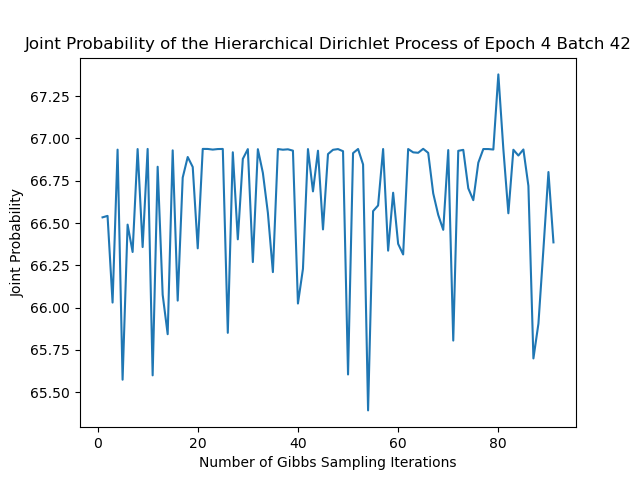 Joint Probability of the Hierarchical Dirichlet Process of Epoch 4 Batch 42
Joint Probability
67.25
67.00
66.75
66.50
66.25
66.00
65.75
65.50
0 20 40 60 80
Number of Gibbs Sampling Iterations